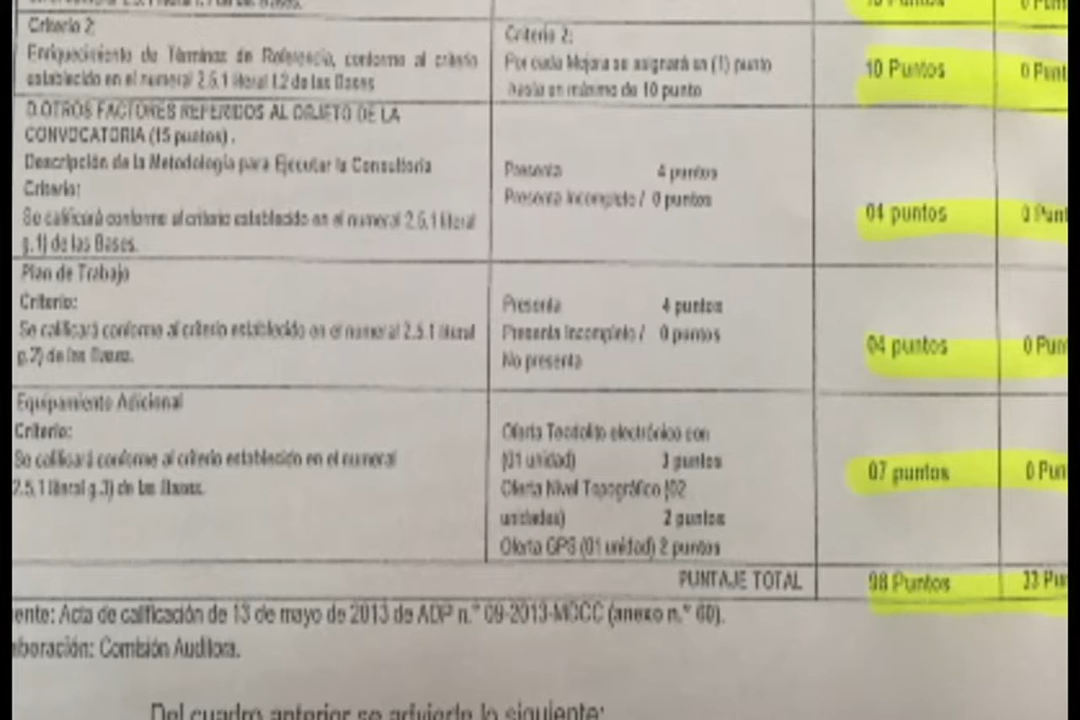 Criterio 2
Enriquecimiento de Términos de Referencia, conforme al criterio
establecido en el numeral 2.5.1 literal f.2 de las Bases
Criterio 2:
Por cada Mejora se asignará un (1) punto
hasta un máximo de 10 punto
10 Puntos
D.OTROS FACTORES REFERIDOS AL OBJETO DE LA
CONVOCATORIA (15 puntos).
Descripción de la Metodología para Ejecutar la Consultoría
Criterio:
Se calificará conforme al criterio establecido en el numeral 2.5.1 literal
g.1) de las Bases.
Presenta 4 puntos
Presenta Incompleto / 0 puntos
04 puntos
Plan de Trabajo
Criterio:
Se calificará conforme al criterio establecido en el numeral 2.5.1 literal
g.2) de las Bases.
Presenta 4 puntos
Presenta Incompleto / 0 puntos
No presenta
04 puntos
0 Pun
Equipamiento Adicional
Criterio:
Se calificará conforme al criterio establecido en el numeral
2.5.1 literal g.3) de las Bases.
Oferta Teodolito electrónico con
(01 unidad) 3 puntos
Oferta Nivel Topográfico (02
unidades) 2 puntos
Oferta GPS (01 unidad) 2 puntos
07 puntos
0 Pun
PUNTAJE TOTAL
98 Puntos
33 Pu
ente: Acta de calificación de 13 de mayo de 2013 de ADP n.° 09-2013-MDCC (anexo n.° 60).
aboración: Comisión Auditora.
Del cuadro anterior se advierte lo siguiente: